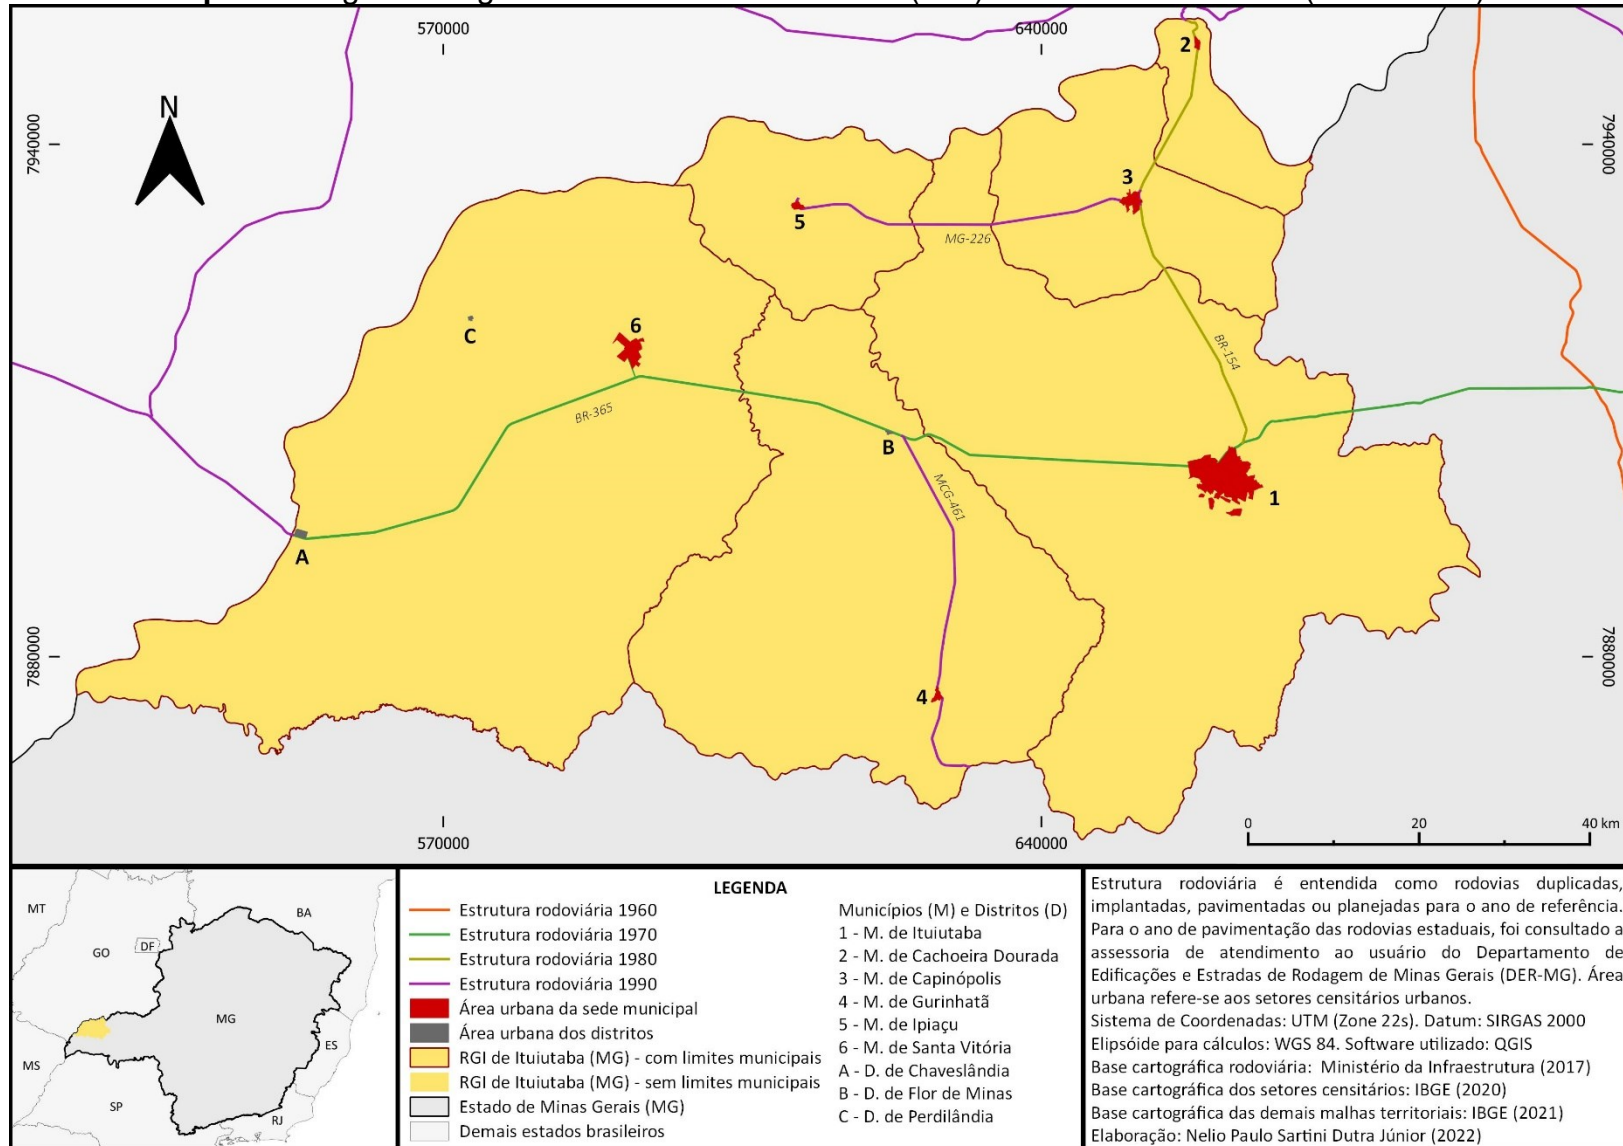 570000
640000
2
N
7940000
7940000
3
5
MG-226
C
6
BR-154
BR-365
B
1
MCG-461
A
7880000
7880000
4
570000
640000
0 20 40 km
MT
BA
GO
DF
MG
ES
MS
SP
RJ
LEGENDA
Estrutura rodoviária 1960
Estrutura rodoviária 1970
Estrutura rodoviária 1980
Estrutura rodoviária 1990
Área urbana da sede municipal
Área urbana dos distritos
RGI de Ituiutaba (MG) - com limites municipais
RGI de Ituiutaba (MG) - sem limites municipais
Estado de Minas Gerais (MG)
Demais estados brasileiros
Municípios (M) e Distritos (D)
1 - M. de Ituiutaba
2 - M. de Cachoeira Dourada
3 - M. de Capinópolis
4 - M. de Gurinhatã
5 - M. de Ipiaçu
6 - M. de Santa Vitória
A - D. de Chaveslândia
B - D. de Flor de Minas
C - D. de Perdilândia
Estrutura rodoviária é entendida como rodovias duplicadas,
implantadas, pavimentadas ou planejadas para o ano de referência.
Para o ano de pavimentação das rodovias estaduais, foi consultado a
assessoria de atendimento ao usuário do Departamento de
Edificações e Estradas de Rodagem de Minas Gerais (DER-MG). Área
urbana refere-se aos setores censitários urbanos.
Sistema de Coordenadas: UTM (Zone 22s). Datum: SIRGAS 2000
Elipsóide para cálculos: WGS 84. Software utilizado: QGIS
Base cartográfica rodoviária: Ministério da Infraestrutura (2017)
Base cartográfica dos setores censitários: IBGE (2020)
Base cartográfica das demais malhas territoriais: IBGE (2021)
Elaboração: Nelio Paulo Sartini Dutra Júnior (2022)